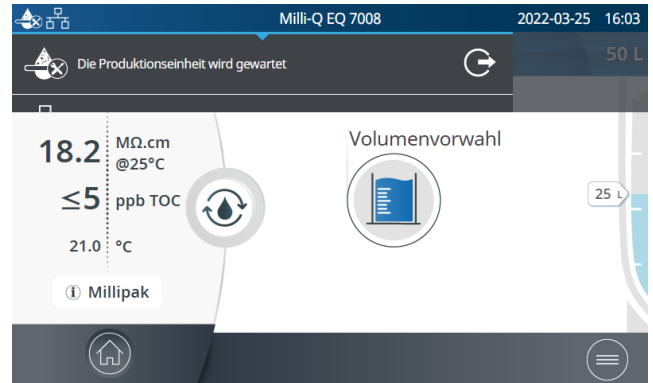 Milli-Q EQ 7008 2022-03-25 16:03
Die Produktionseinheit wird gewartet
50 L
18.2 MΩ.cm @25°C
≤5 ppb TOC
21.0 °C
i Millipak
Volumenvorwahl
25 L